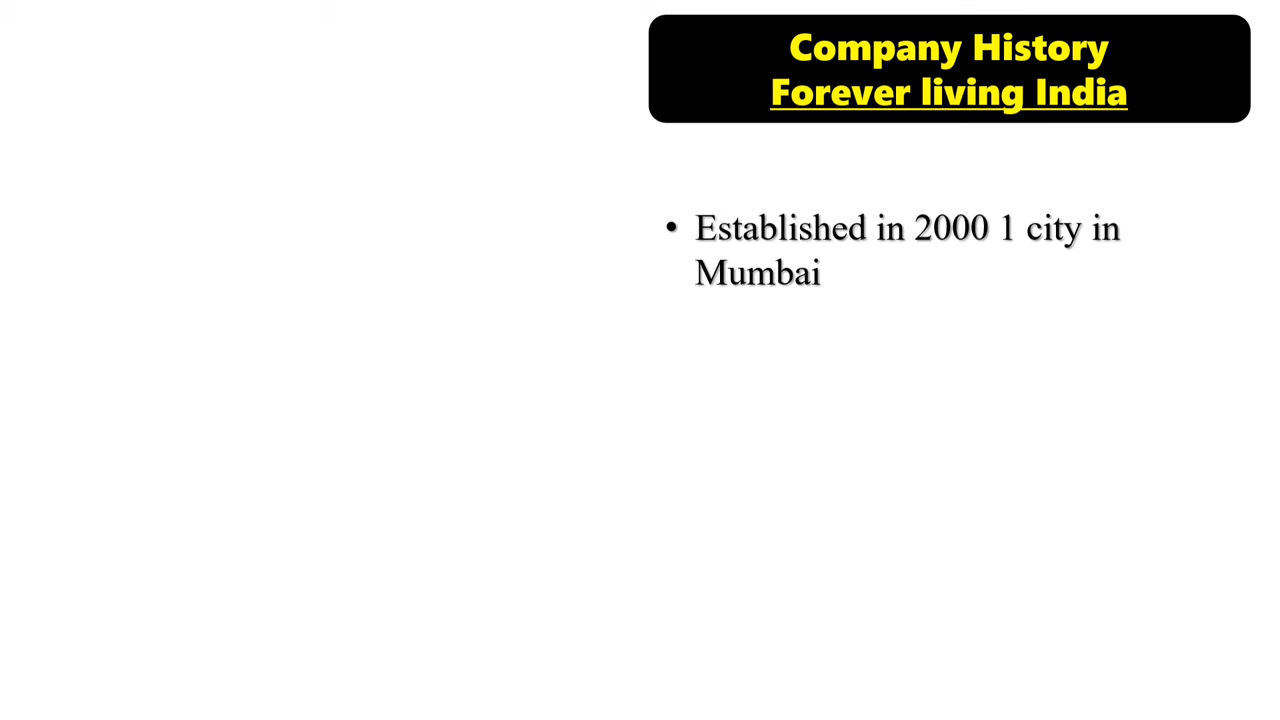 Company History
Forever living India
• Established in 2000 1 city in
Mumbai